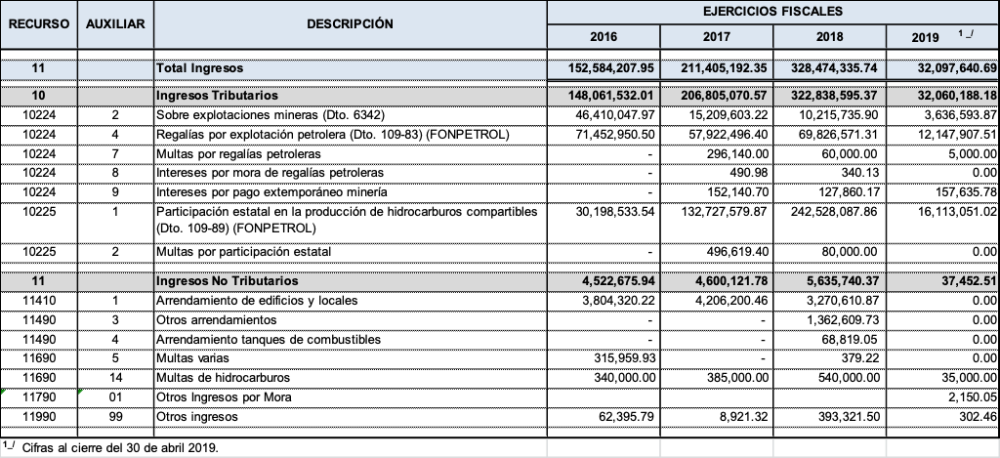 RECURSO AUXILIAR DESCRIPCIÓN EJERCICIOS FISCALES
2016 2017 2018 2019 1_/
11 Total Ingresos 152,584,207.95 211,405,192.35 328,474,335.74 32,097,640.69
10 Ingresos Tributarios 148,061,532.01 206,805,070.57 322,838,595.37 32,060,188.18
10224 2 Sobre explotaciones mineras (Dto. 6342) 46,410,047.97 15,209,603.22 10,215,735.90 3,636,593.87
10224 4 Regalías por explotación petrolera (Dto. 109-83) (FONPETROL) 71,452,950.50 57,922,496.40 69,826,571.31 12,147,907.51
10224 7 Multas por regalías petroleras - 296,140.00 60,000.00 5,000.00
10224 8 Intereses por mora de regalías petroleras - 490.98 340.13 0.00
10224 9 Intereses por pago extemporáneo minería - 152,140.70 127,860.17 157,635.78
10225 1 Participación estatal en la producción de hidrocarburos compartibles 30,198,533.54 132,727,579.87 242,528,087.86 16,113,051.02
(Dto. 109-89) (FONPETROL)
10225 2 Multas por participación estatal - 496,619.40 80,000.00 0.00
11 Ingresos No Tributarios 4,522,675.94 4,600,121.78 5,635,740.37 37,452.51
11410 1 Arrendamiento de edificios y locales 3,804,320.22 4,206,200.46 3,270,610.87 0.00
11490 3 Otros arrendamientos - - 1,362,609.73 0.00
11490 4 Arrendamiento tanques de combustibles - - 68,819.05 0.00
11690 5 Multas varias 315,959.93 - 379.22 0.00
11690 14 Multas de hidrocarburos 340,000.00 385,000.00 540,000.00 35,000.00
11790 01 Otros Ingresos por Mora 2,150.05
11990 99 Otros ingresos 62,395.79 8,921.32 393,321.50 302.46
1_/ Cifras al cierre del 30 de abril 2019.